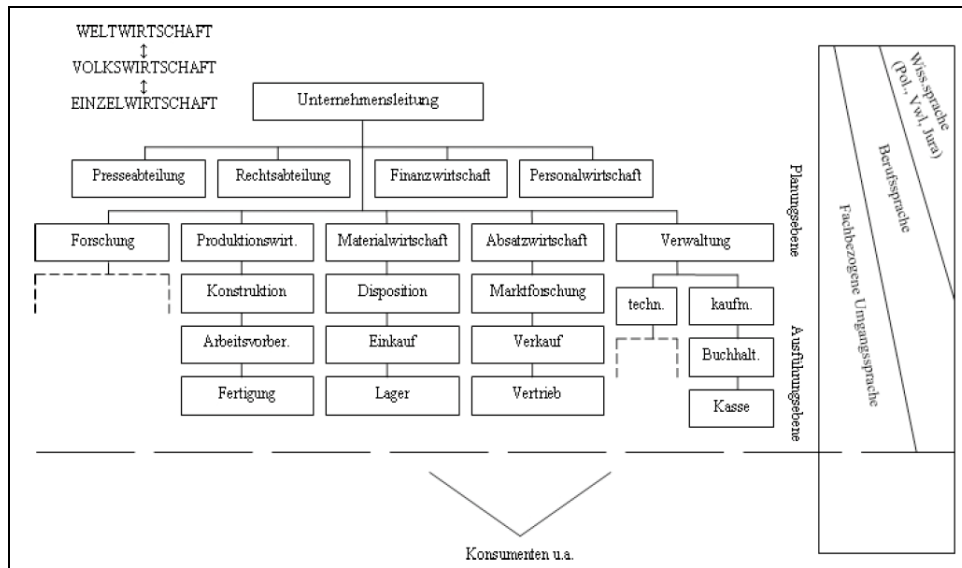 WELTWIRTSCHAFT
↕
VOLKSWIRTSCHAFT
↕
EINZELWIRTSCHAFT
Unternehmensleitung
Presseabteilung
Rechtsabteilung
Finanzwirtschaft
Personalwirtschaft
Forschung
Produktionswirt.
Materialwirtschaft
Absatzwirtschaft
Verwaltung
Konstruktion
Disposition
Marktforschung
techn.
kaufm.
Arbeitsvorber.
Einkauf
Verkauf
Buchhalt.
Fertigung
Lager
Vertrieb
Kasse
Planungsebene
Ausführungsebene
Wiss.sprache
(Pol., Vwl, Jura)
Berufssprache
Fachbezogene Umgangssprache
Konsumenten u.a.